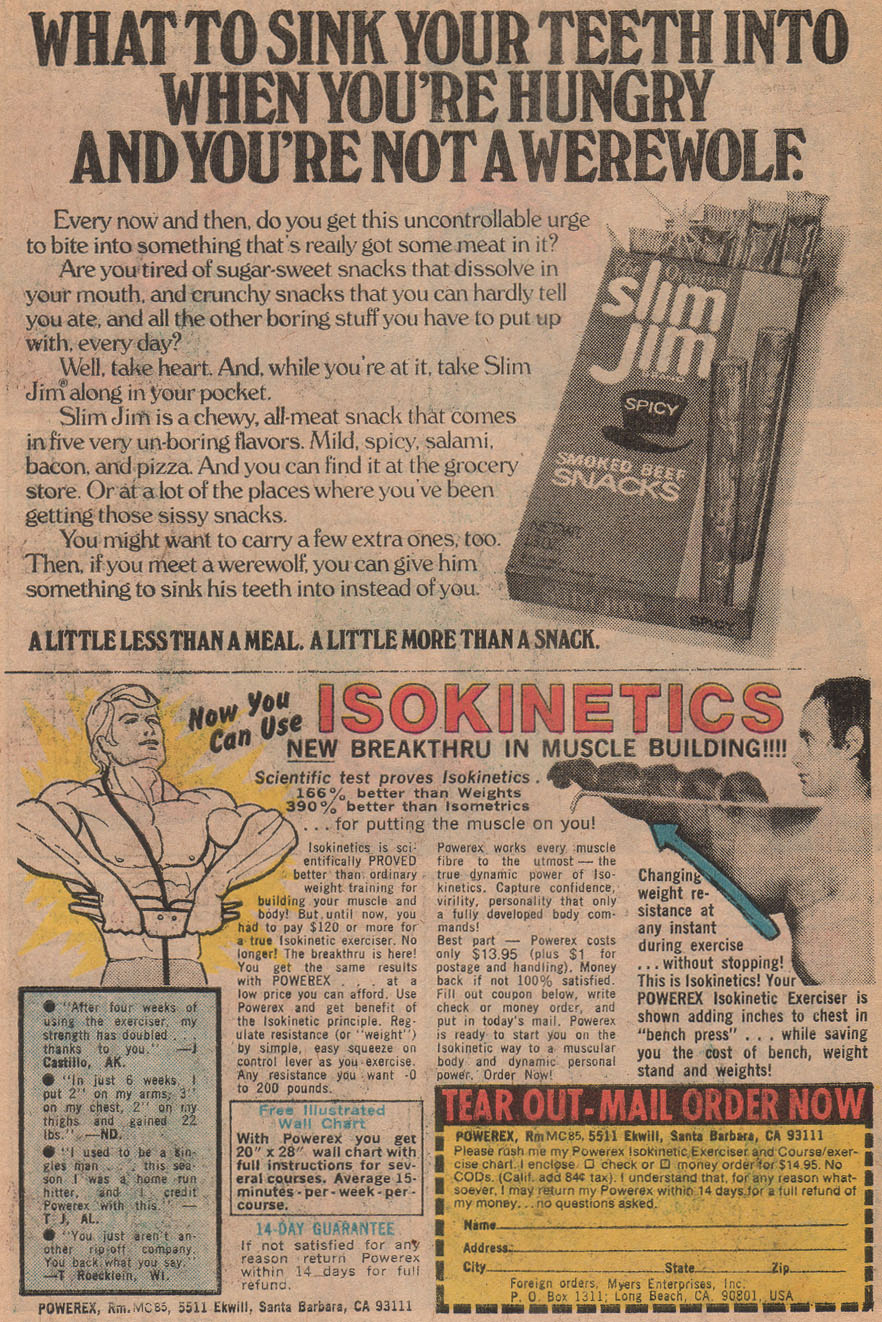 WHAT TO SINK YOUR TEETH INTO
WHEN YOU'RE HUNGRY
AND YOU'RE NOT A WEREWOLF.
Every now and then, do you get this uncontrollable urge
to bite into something that's really got some meat in it?
Are you tired of sugar-sweet snacks that dissolve in
your mouth, and crunchy snacks that you can hardly tell
you ate, and all the other boring stuff you have to put up
with, every day?
Well, take heart. And, while you're at it, take Slim
Jim® along in your pocket.
Slim Jim is a chewy, all-meat snack that comes
in five very un-boring flavors. Mild, spicy, salami,
bacon, and pizza. And you can find it at the grocery
store. Or at a lot of the places where you've been
getting those sissy snacks.
You might want to carry a few extra ones, too.
Then, if you meet a werewolf, you can give him
something to sink his teeth into instead of you.
A LITTLE LESS THAN A MEAL. A LITTLE MORE THAN A SNACK.
slim
Jim
SPICY
SMOKED BEEF
SNACKS
SPICY
Now You
Can Use
ISOKINETICS
NEW BREAKTHRU IN MUSCLE BUILDING!!!!
Scientific test proves Isokinetics .
166% better than Weights
390% better than Isometrics
. . . for putting the muscle on you!
Isokinetics is sci-
entifically PROVED
better than ordinary
weight training for
building your muscle and
body! But until now, you
had to pay $120 or more for
a true Isokinetic exerciser. No
longer! The breakthru is here!
You get the same results
with POWEREX . . . at a
low price you can afford. Use
Powerex and get benefit of
the Isokinetic principle. Reg-
ulate resistance (or "weight")
by simple, easy squeeze on
control lever as you exercise.
Any resistance you want -0
to 200 pounds.
Powerex works every muscle
fibre to the utmost — the
true dynamic power of Iso-
kinetics. Capture confidence,
virility, personality that only
a fully developed body com-
mands!
Best part — Powerex costs
only $13.95 (plus $1 for
postage and handling). Money
back if not 100% satisfied.
Fill out coupon below, write
check or money order, and
put in today's mail. Powerex
is ready to start you on the
Isokinetic way to a muscular
body and dynamic personal
power. Order Now!
Changing
weight re-
sistance at
any instant
during exercise
. . . without stopping!
This is Isokinetics! Your
POWEREX Isokinetic Exerciser is
shown adding inches to chest in
"bench press" . . . while saving
you the cost of bench, weight
stand and weights!
● "After four weeks of
using the exerciser, my
strength has doubled . . .
thanks to you." —J
Castillo, AK.
● "In just 6 weeks, I
put 2" on my arms, 3"
on my chest, 2" on my
thighs and gained 22
lbs." —ND.
● "I used to be a sin-
gles man . . . this sea-
son I was a home run
hitter, and I credit
Powerex with this." —
T J, AL.
● "You just aren't an-
other rip-off company.
You back what you say."
—T Roecklein, WI.
Free Illustrated
Wall Chart
With Powerex you get
20" x 28" wall chart with
full instructions for sev-
eral courses. Average 15-
minutes-per-week-per-
course.
14-DAY GUARANTEE
If not satisfied for any
reason return Powerex
within 14 days for full
refund.
TEAR OUT-MAIL ORDER NOW
POWEREX, Rm MC85, 5511 Ekwill, Santa Barbara, CA 93111
Please rush me my Powerex Isokinetic Exerciser and Course/exer-
cise chart. I enclose ☐ check or ☐ money order for $14.95. No
CODs. (Calif. add 84¢ tax). I understand that, for any reason what-
soever, I may return my Powerex within 14 days for a full refund of
my money. . . no questions asked.
Name
Address
City State Zip
Foreign orders, Myers Enterprises, Inc.
P. O. Box 1311; Long Beach, CA. 90801, USA
POWEREX, Rm. MC85, 5511 Ekwill, Santa Barbara, CA 93111